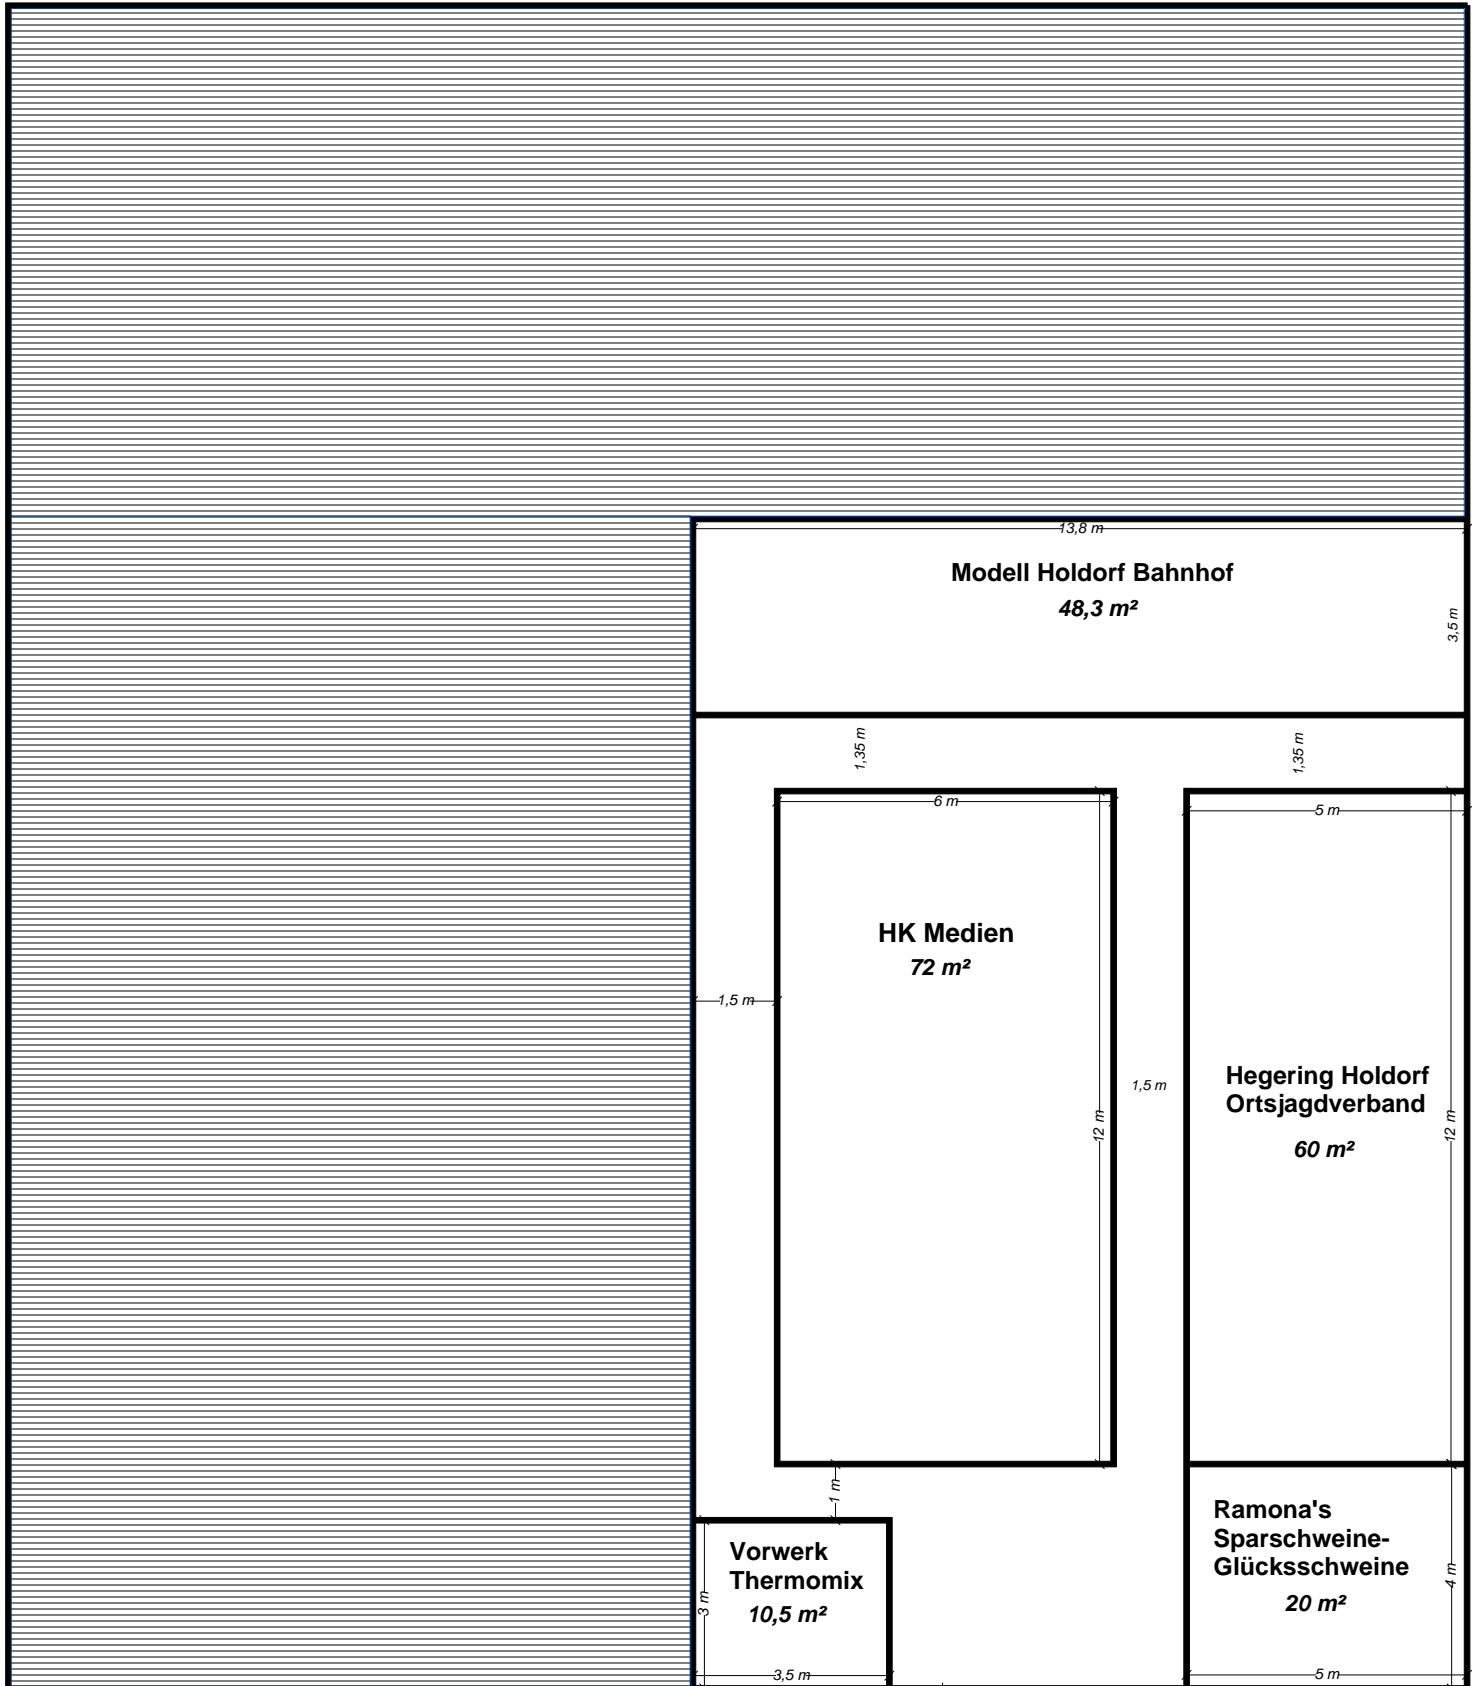 13,8 m
Modell Holdorf Bahnhof
48,3 m²
3,5 m
1,35 m
1,35 m
6 m
5 m
HK Medien
72 m²
1,5 m
1,5 m
Hegering Holdorf
Ortsjagdverband
60 m²
12 m
12 m
1 m
Vorwerk
Thermomix
10,5 m²
3 m
3,5 m
Ramona's
Sparschweine-
Glücksschweine
20 m²
4 m
5 m